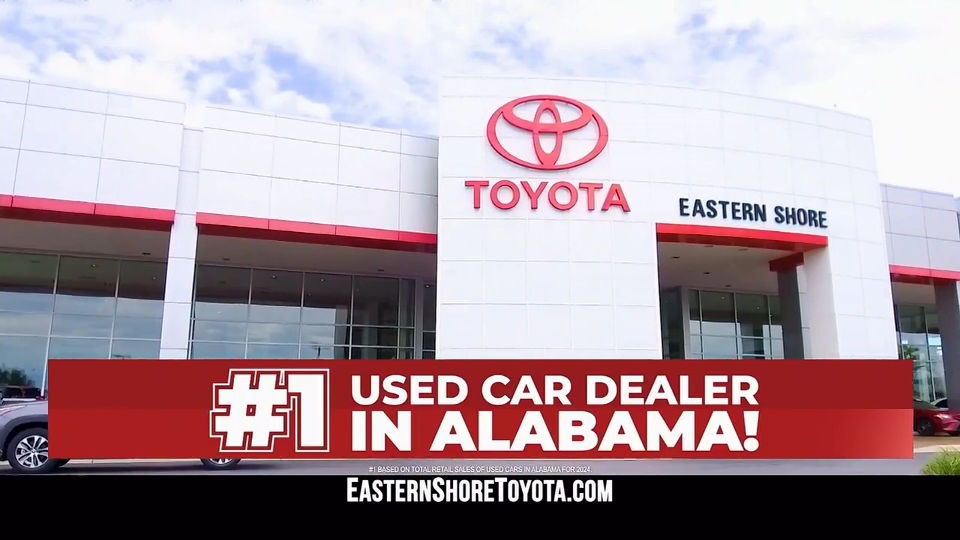 TOYOTA
EASTERN SHORE
#1 USED CAR DEALER
IN ALABAMA!
#1 BASED ON TOTAL RETAIL SALES OF USED CARS IN ALABAMA FOR 2024.
EASTERNSHORETOYOTA.COM